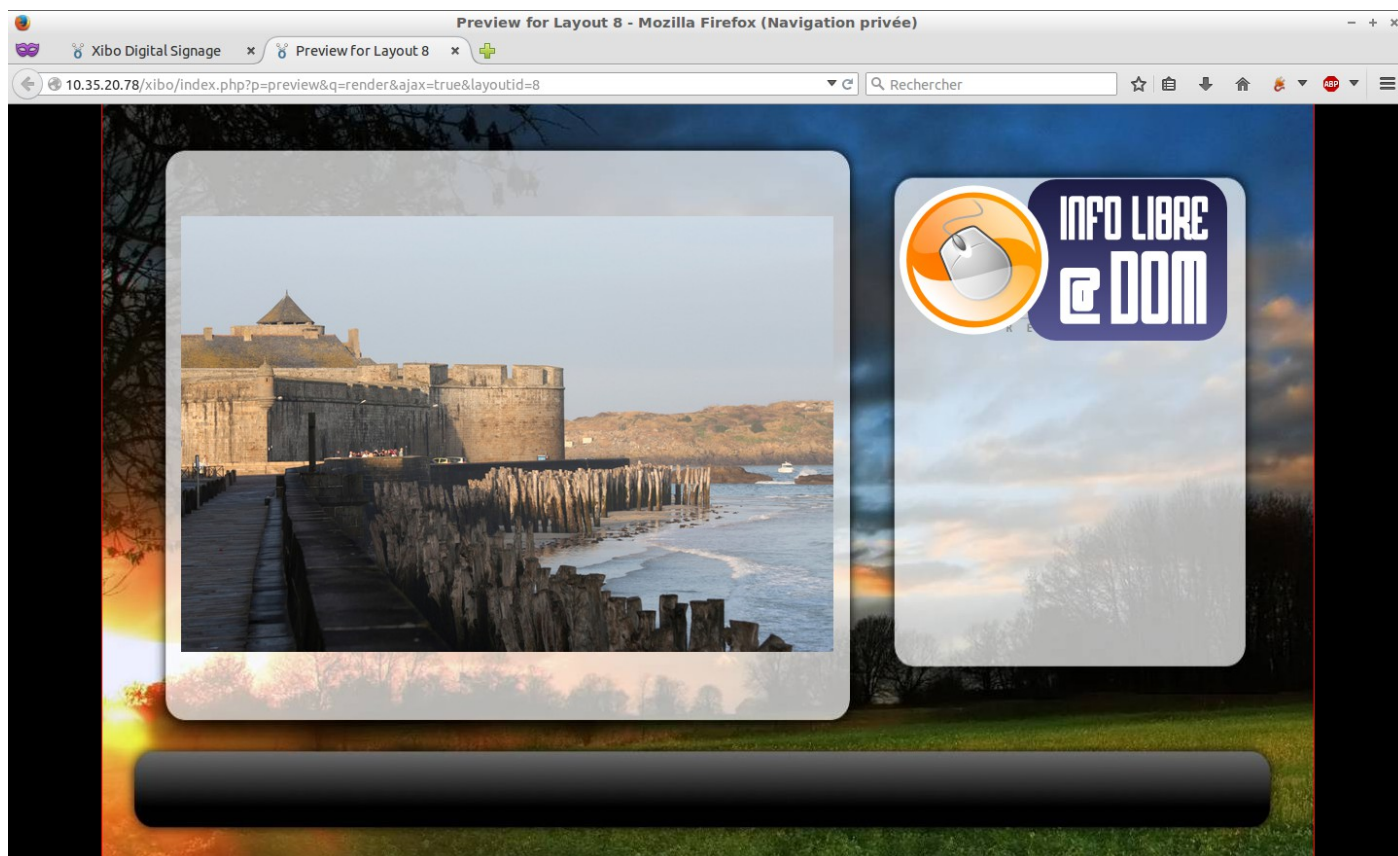 Preview for Layout 8 - Mozilla Firefox (Navigation privée)
Xibo Digital Signage
Preview for Layout 8
10.35.20.78/xibo/index.php?p=preview&q=render&ajax=true&layoutid=8
Rechercher
ABP
INFO LIBRE
@ DOM
R E